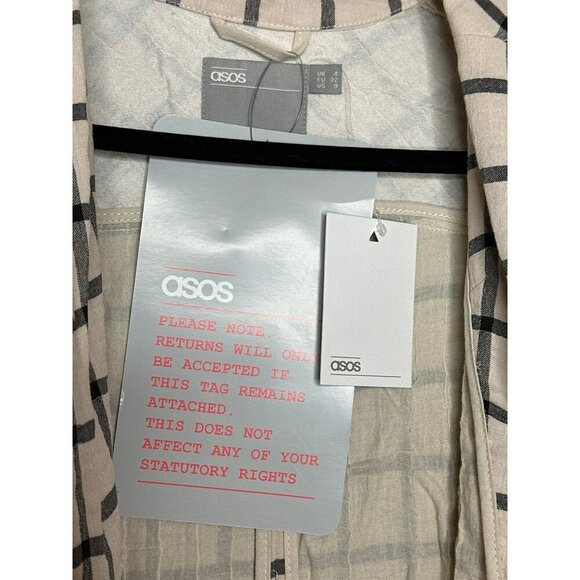 asos
UK 4
EU 32
US 0
asos
PLEASE NOTE.
RETURNS WILL ONLY
BE ACCEPTED IF
THIS TAG REMAINS
ATTACHED.
THIS DOES NOT
AFFECT ANY OF YOUR
STATUTORY RIGHTS
asos